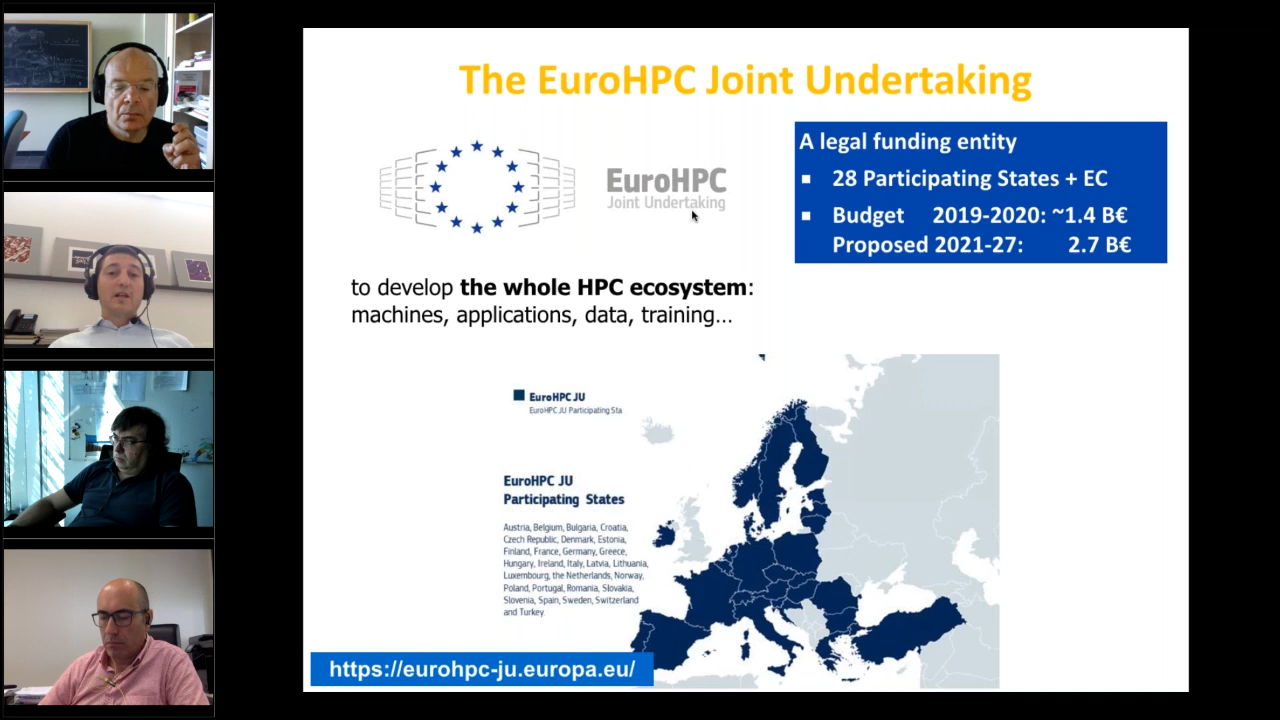 The EuroHPC Joint Undertaking
EuroHPC
Joint Undertaking
A legal funding entity
▪ 28 Participating States + EC
▪ Budget 2019-2020: ~1.4 B€
Proposed 2021-27: 2.7 B€
to develop the whole HPC ecosystem:
machines, applications, data, training…
EuroHPC JU
EuroHPC JU Participating Sta
EuroHPC JU
Participating States
Austria, Belgium, Bulgaria, Croatia,
Czech Republic, Denmark, Estonia,
Finland, France, Germany, Greece,
Hungary, Ireland, Italy, Latvia, Lithuania,
Luxembourg, the Netherlands, Norway,
Poland, Portugal, Romania, Slovakia,
Slovenia, Spain, Sweden, Switzerland
and Turkey.
https://eurohpc-ju.europa.eu/